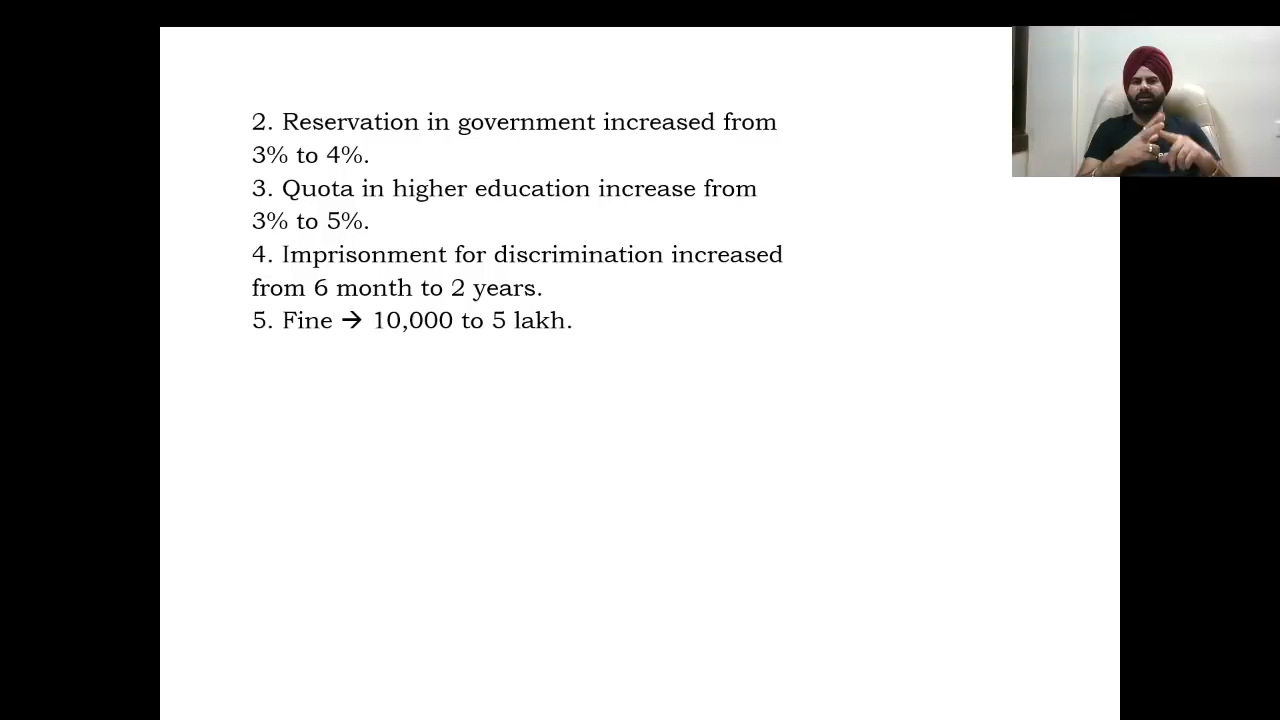 2. Reservation in government increased from
3% to 4%.
3. Quota in higher education increase from
3% to 5%.
4. Imprisonment for discrimination increased
from 6 month to 2 years.
5. Fine → 10,000 to 5 lakh.